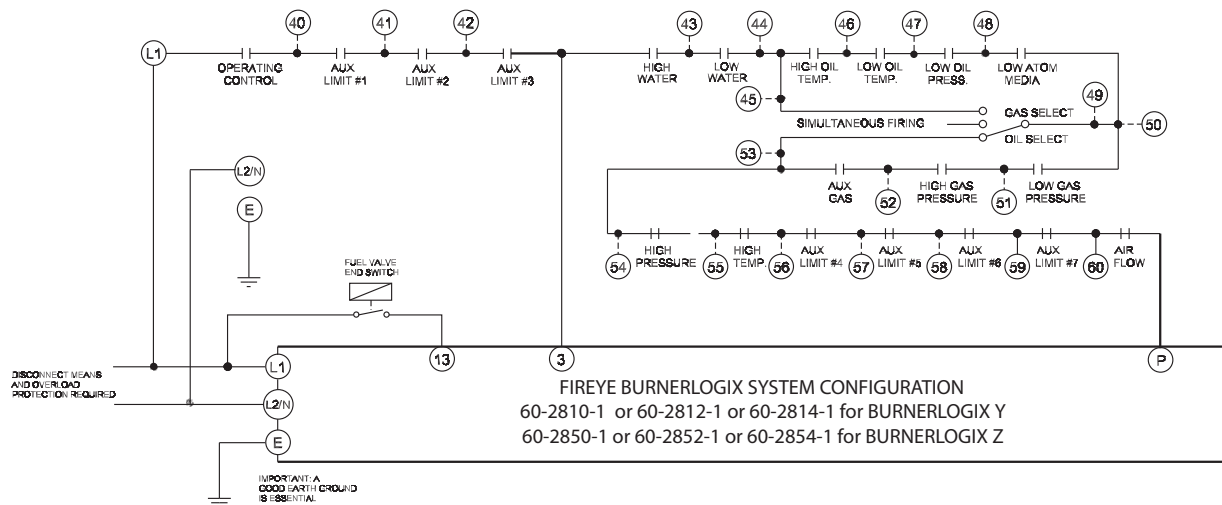 40
41
42
43
44
46
47
48
L1
OPERATING
CONTROL
AUX
LIMIT #1
AUX
LIMIT #2
AUX
LIMIT #3
HIGH
WATER
LOW
WATER
HIGH OIL
TEMP.
LOW OIL
TEMP.
LOW OIL
PRESS.
LOW ATOM
MEDIA
45
GAS SELECT
49
SIMULTANEOUS FIRING
50
OIL SELECT
53
L2/N
E
AUX
GAS
52
HIGH GAS
PRESSURE
51
LOW GAS
PRESSURE
54
HIGH
PRESSURE
55
HIGH
TEMP.
56
AUX
LIMIT #4
57
AUX
LIMIT #5
58
AUX
LIMIT #6
59
AUX
LIMIT #7
60
AIR
FLOW
FUEL VALVE
END SWITCH
DISCONNECT MEANS
AND OVERLOAD
PROTECTION REQUIRED
L1
13
3
P
L2/N
E
FIREYE BURNERLOGIX SYSTEM CONFIGURATION
60-2810-1 or 60-2812-1 or 60-2814-1 for BURNERLOGIX Y
60-2850-1 or 60-2852-1 or 60-2854-1 for BURNERLOGIX Z
IMPORTANT: A
GOOD EARTH GROUND
IS ESSENTIAL